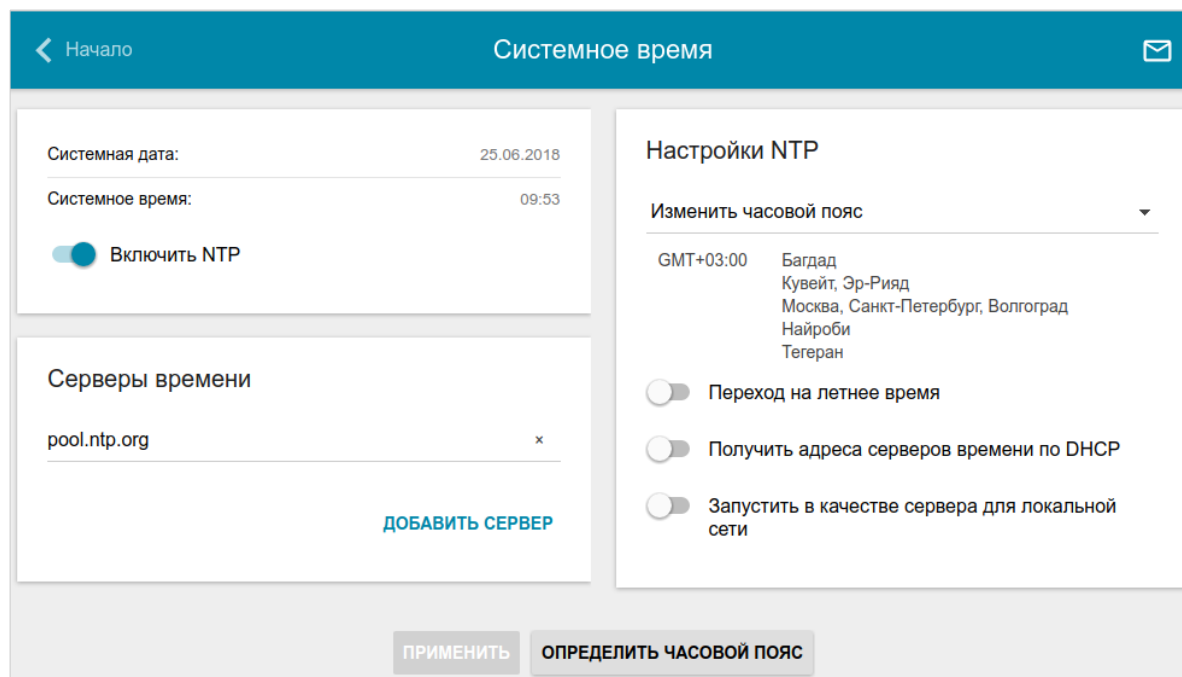 Начало
Системное время
Системная дата: 25.06.2018
Системное время: 09:53
Включить NTP
Серверы времени
pool.ntp.org ×
ДОБАВИТЬ СЕРВЕР
Настройки NTP
Изменить часовой пояс
GMT+03:00 Багдад
Кувейт, Эр-Рияд
Москва, Санкт-Петербург, Волгоград
Найроби
Тегеран
Переход на летнее время
Получить адреса серверов времени по DHCP
Запустить в качестве сервера для локальной
сети
ПРИМЕНИТЬ
ОПРЕДЕЛИТЬ ЧАСОВОЙ ПОЯС